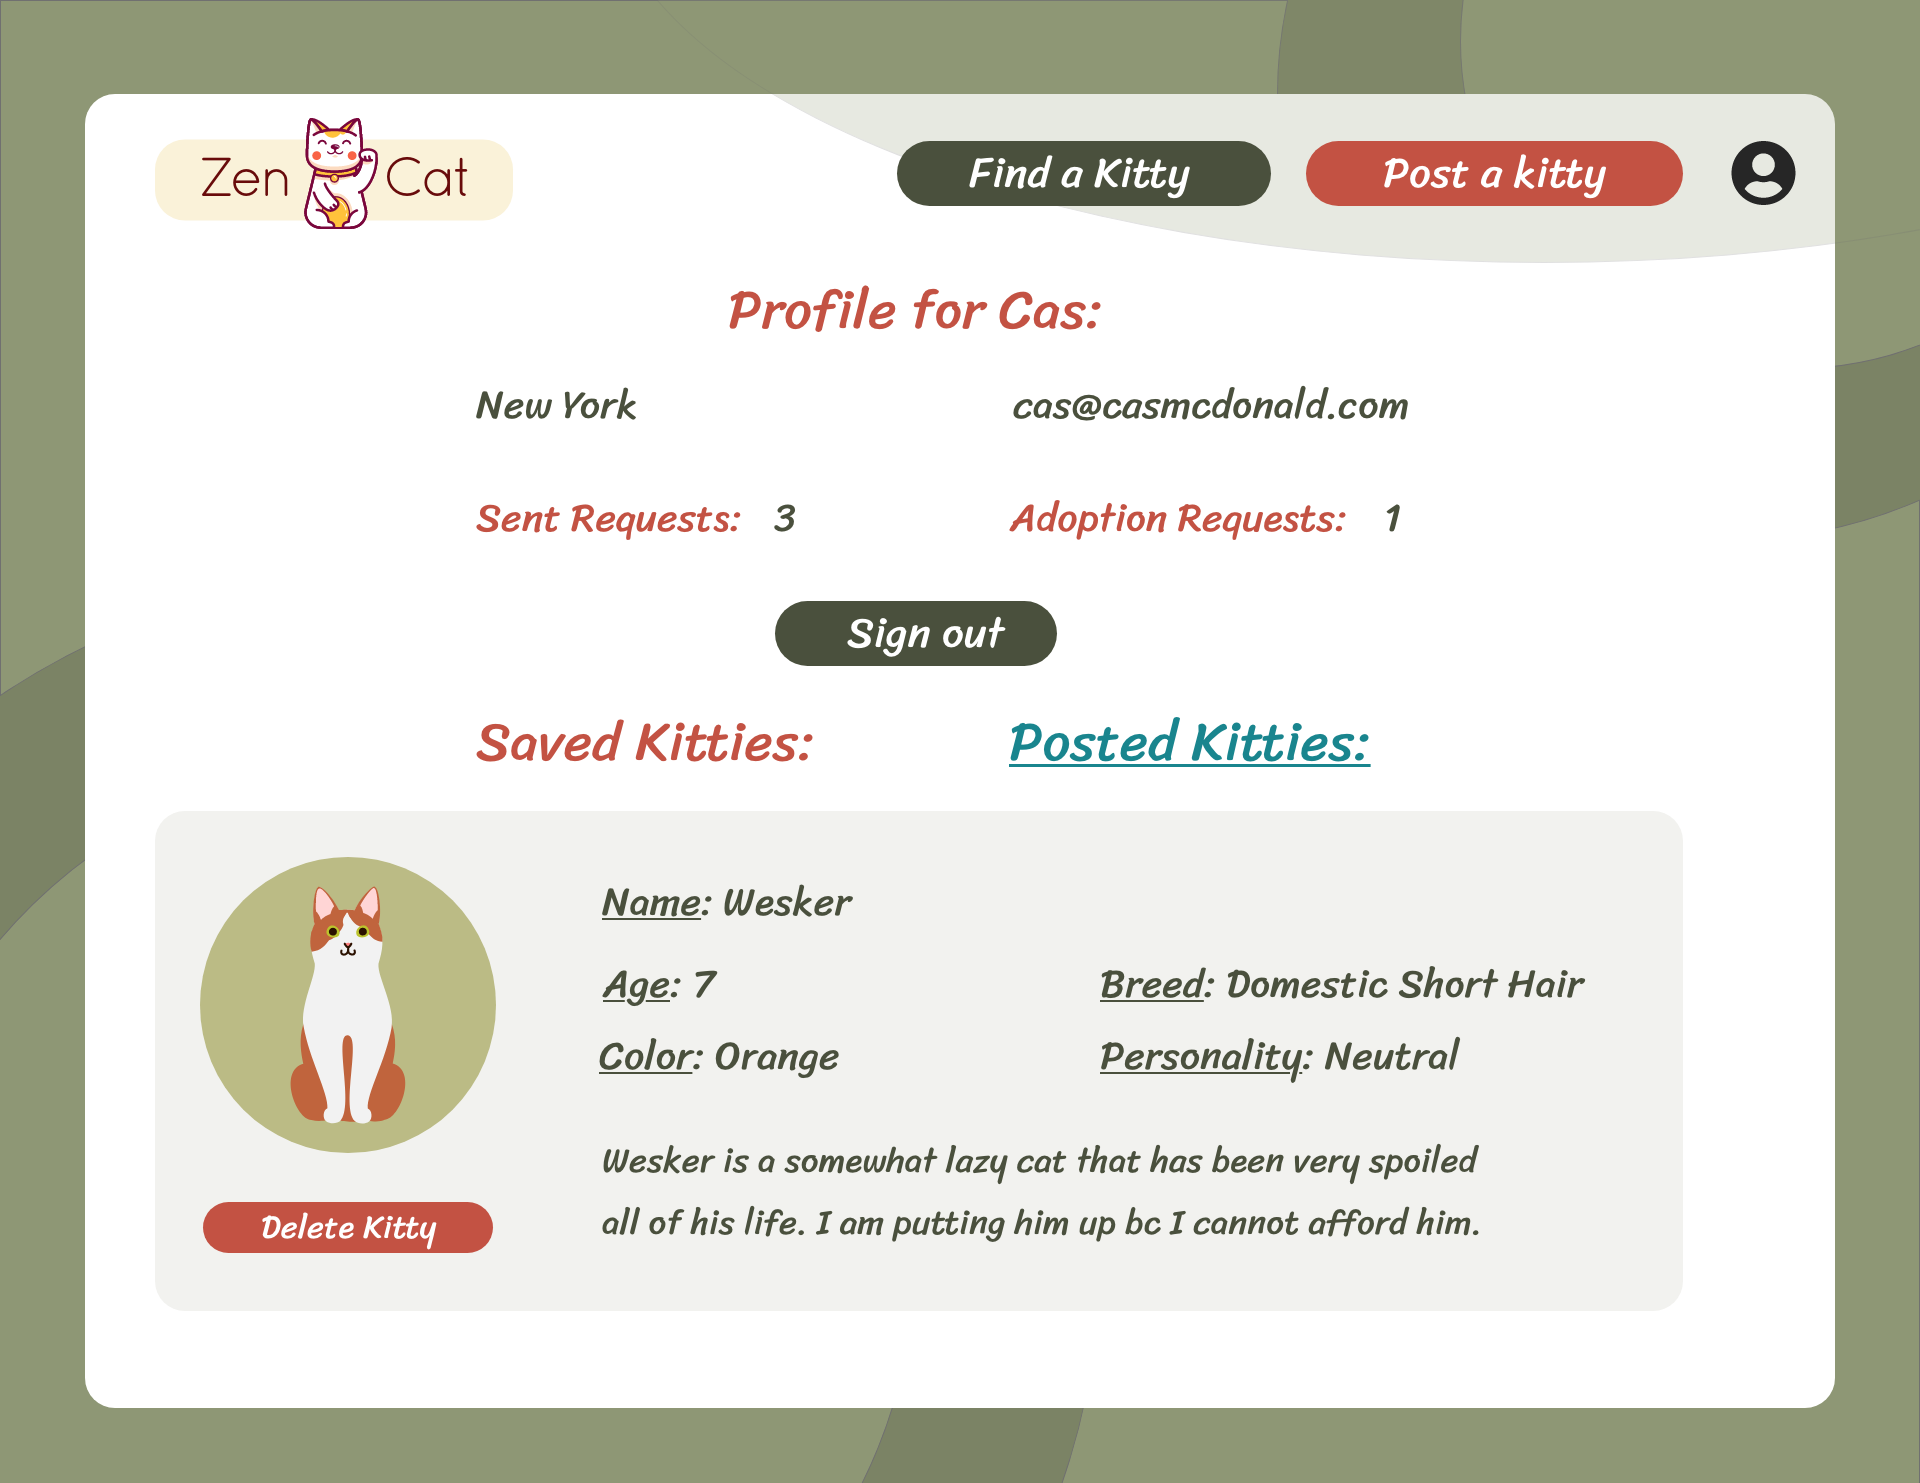 Zen Cat
Find a Kitty
Post a kitty
Profile for Cas:
New York
cas@casmcdonald.com
Sent Requests: 3
Adoption Requests: 1
Sign out
Saved Kitties:
Posted Kitties:
Name: Wesker
Age: 7
Breed: Domestic Short Hair
Color: Orange
Personality: Neutral
Wesker is a somewhat lazy cat that has been very spoiled
all of his life. I am putting him up bc I cannot afford him.
Delete Kitty